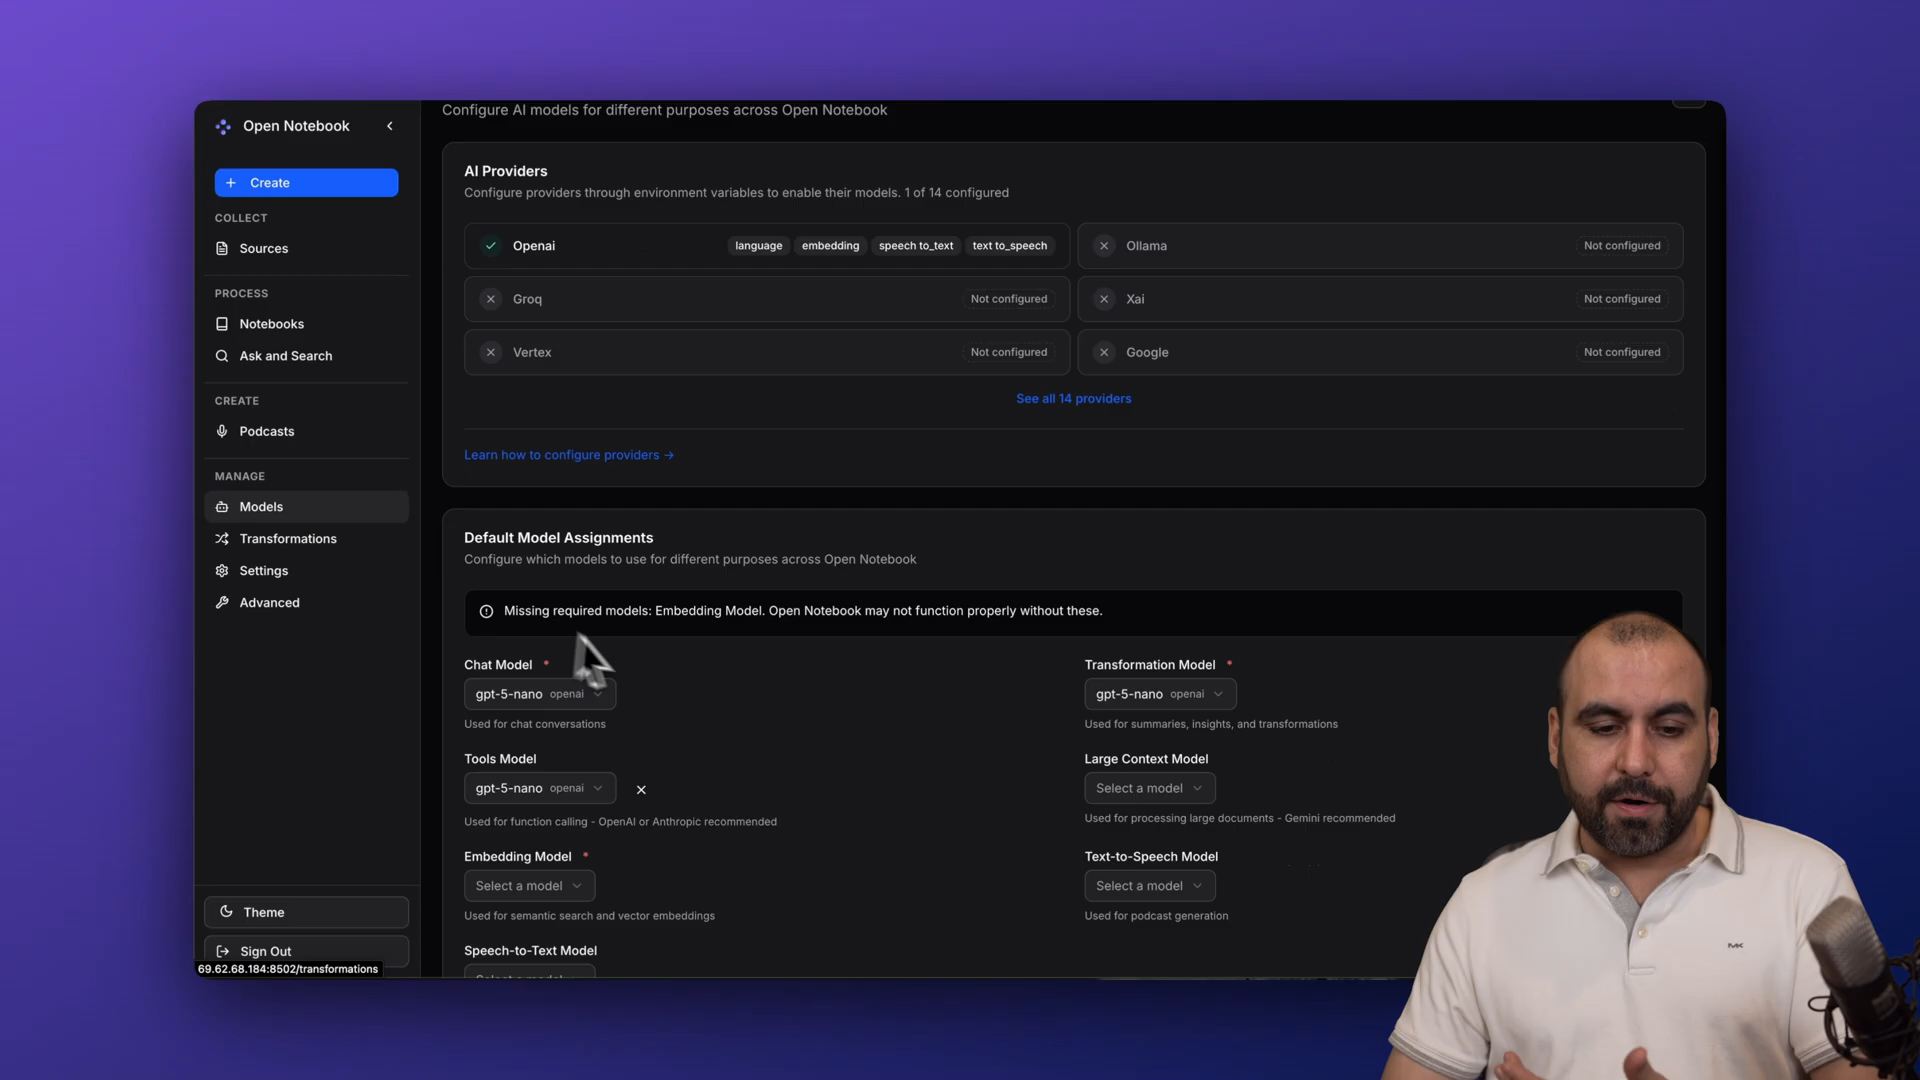 Configure AI models for different purposes across Open Notebook
Open Notebook
Create
COLLECT
Sources
PROCESS
Notebooks
Ask and Search
CREATE
Podcasts
MANAGE
Models
Transformations
Settings
Advanced
Theme
Sign Out
69.62.68.184:8502/transformations
AI Providers
Configure providers through environment variables to enable their models. 1 of 14 configured
Openai language embedding speech to_text text to_speech
Ollama Not configured
Groq Not configured
Xai Not configured
Vertex Not configured
Google Not configured
See all 14 providers
Learn how to configure providers →
Default Model Assignments
Configure which models to use for different purposes across Open Notebook
Missing required models: Embedding Model. Open Notebook may not function properly without these.
Chat Model *
gpt-5-nano openai
Used for chat conversations
Transformation Model *
gpt-5-nano openai
Used for summaries, insights, and transformations
Tools Model
gpt-5-nano openai
Used for function calling - OpenAI or Anthropic recommended
Large Context Model
Select a model
Used for processing large documents - Gemini recommended
Embedding Model *
Select a model
Used for semantic search and vector embeddings
Text-to-Speech Model
Select a model
Used for podcast generation
Speech-to-Text Model
Select a model
MK